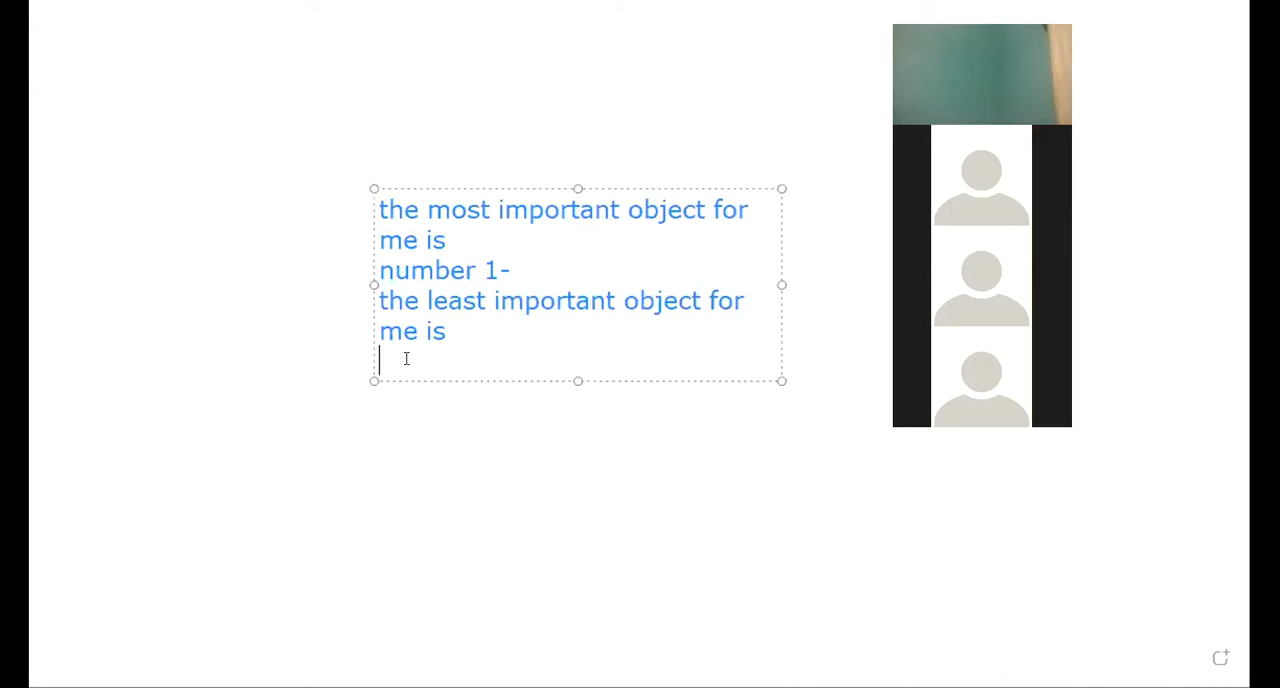 the most important object for
me is
number 1-
the least important object for
me is